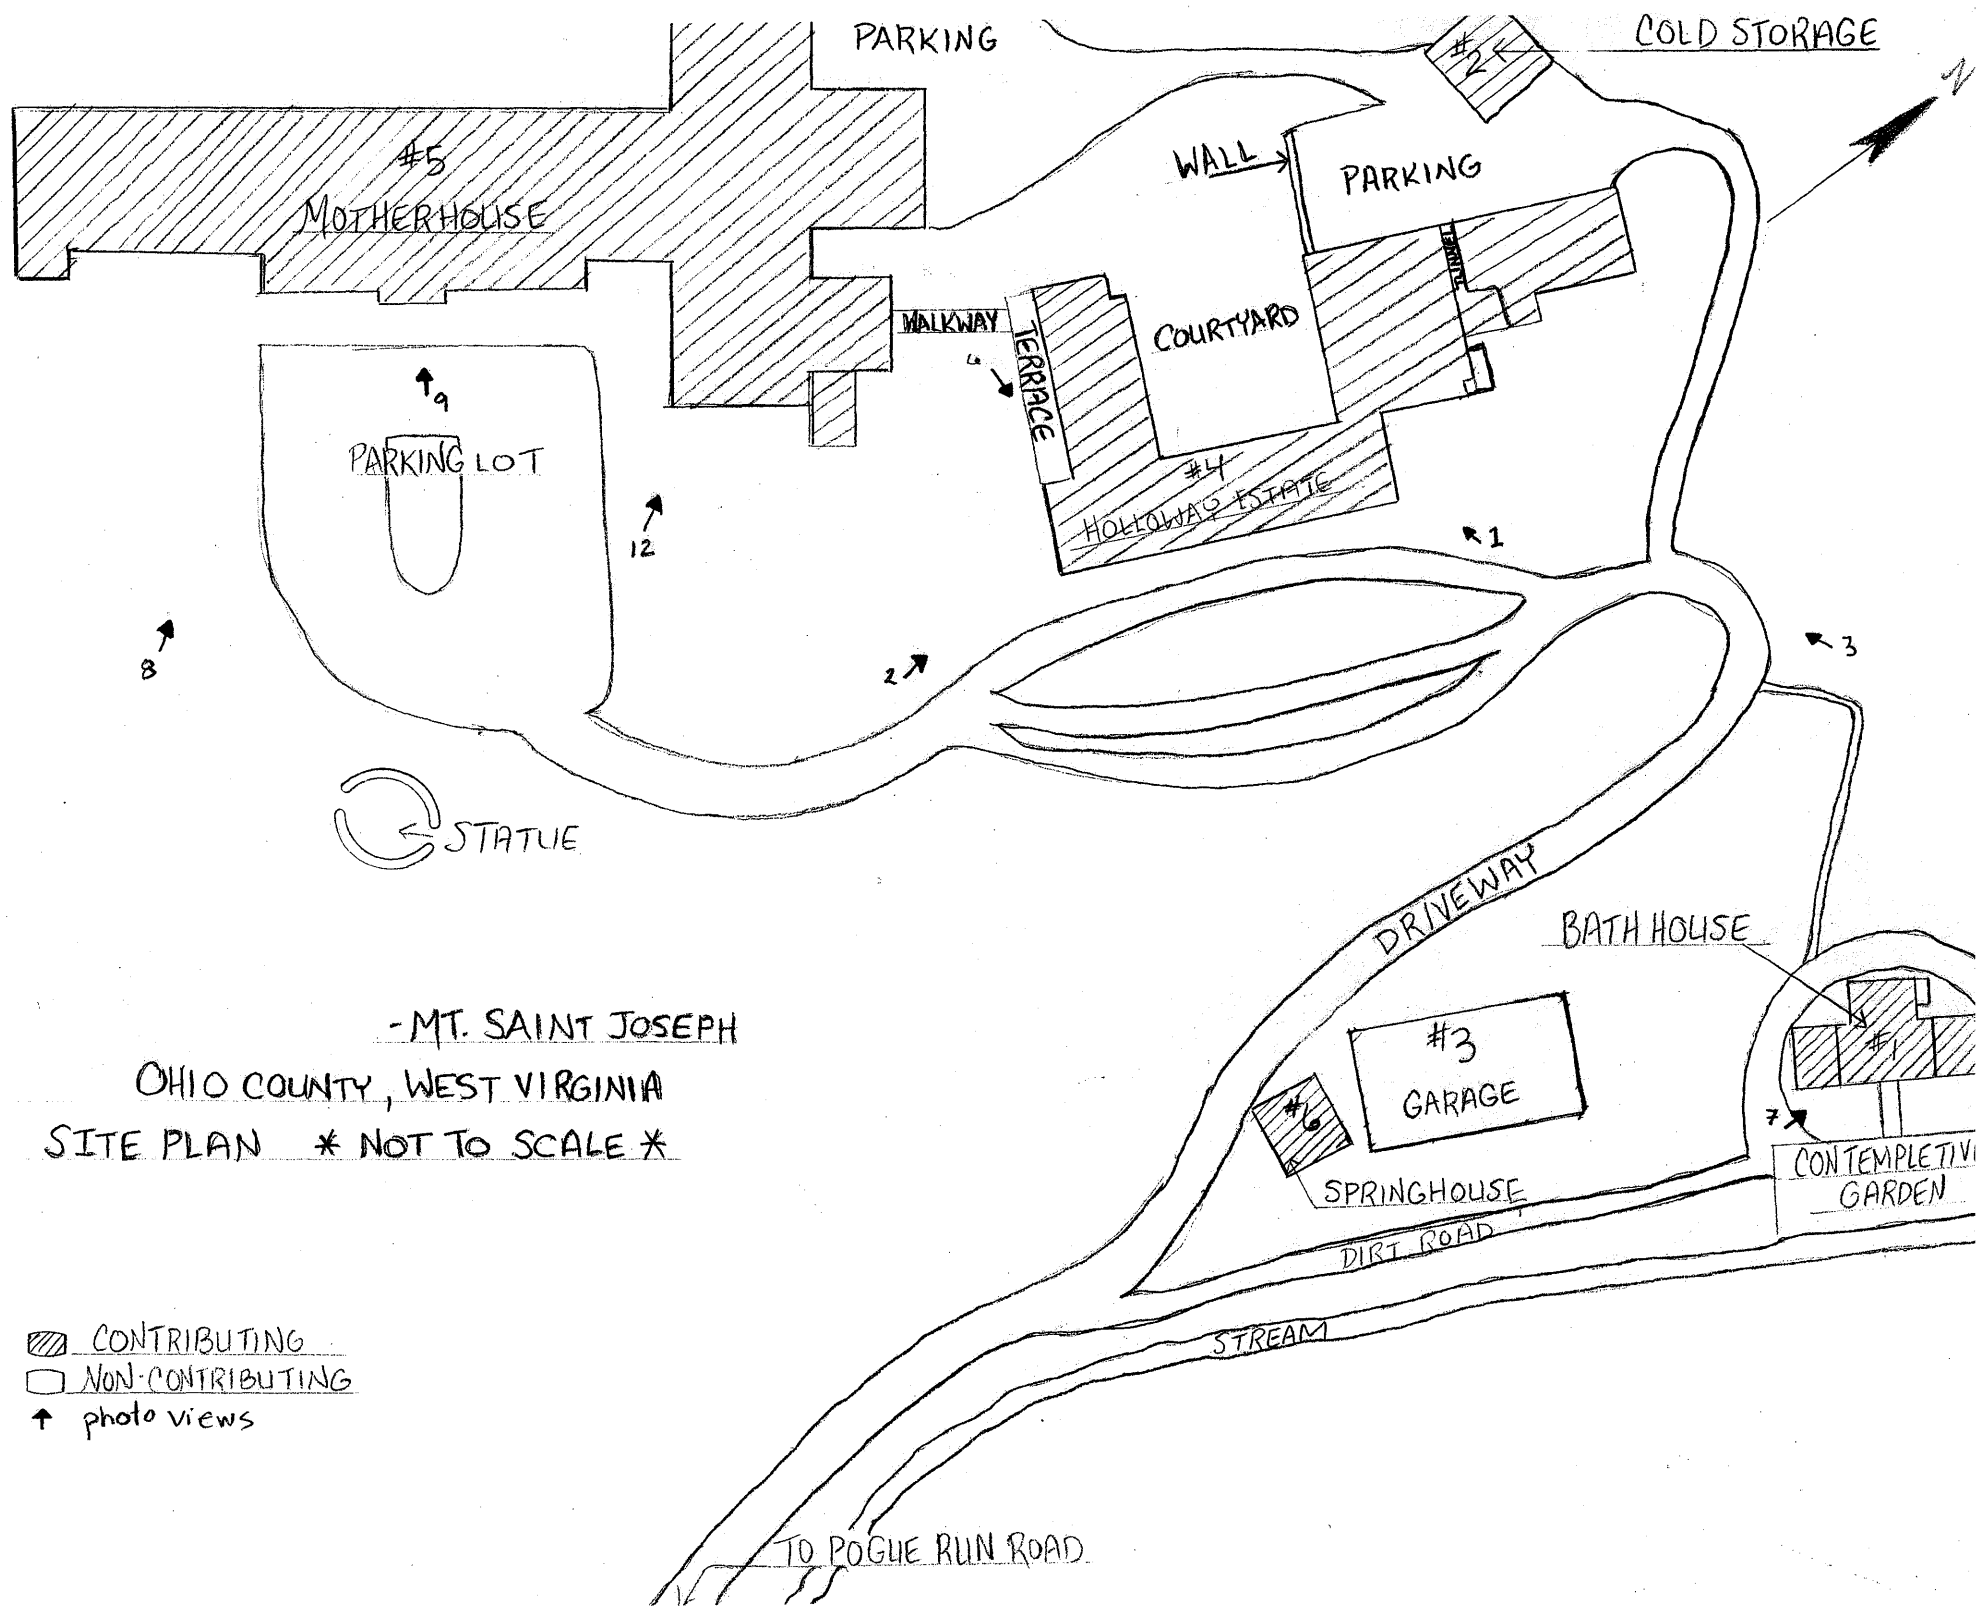 PARKING
COLD STORAGE
#2
N
#5
MOTHERHOUSE
WALL
PARKING
TUNNEL
WALKWAY
TERRACE
COURTYARD
6
9
PARKING LOT
#4
HOLLOWAY ESTATE
12
1
8
2
3
STATUE
DRIVEWAY
BATH HOUSE
-MT. SAINT JOSEPH
OHIO COUNTY, WEST VIRGINIA
SITE PLAN * NOT TO SCALE *
#3
GARAGE
#1
#6
7
SPRINGHOUSE
CONTEMPLETIV
GARDEN
DIRT ROAD
STREAM
CONTRIBUTING
NON-CONTRIBUTING
photo views
TO POGUE RUN ROAD